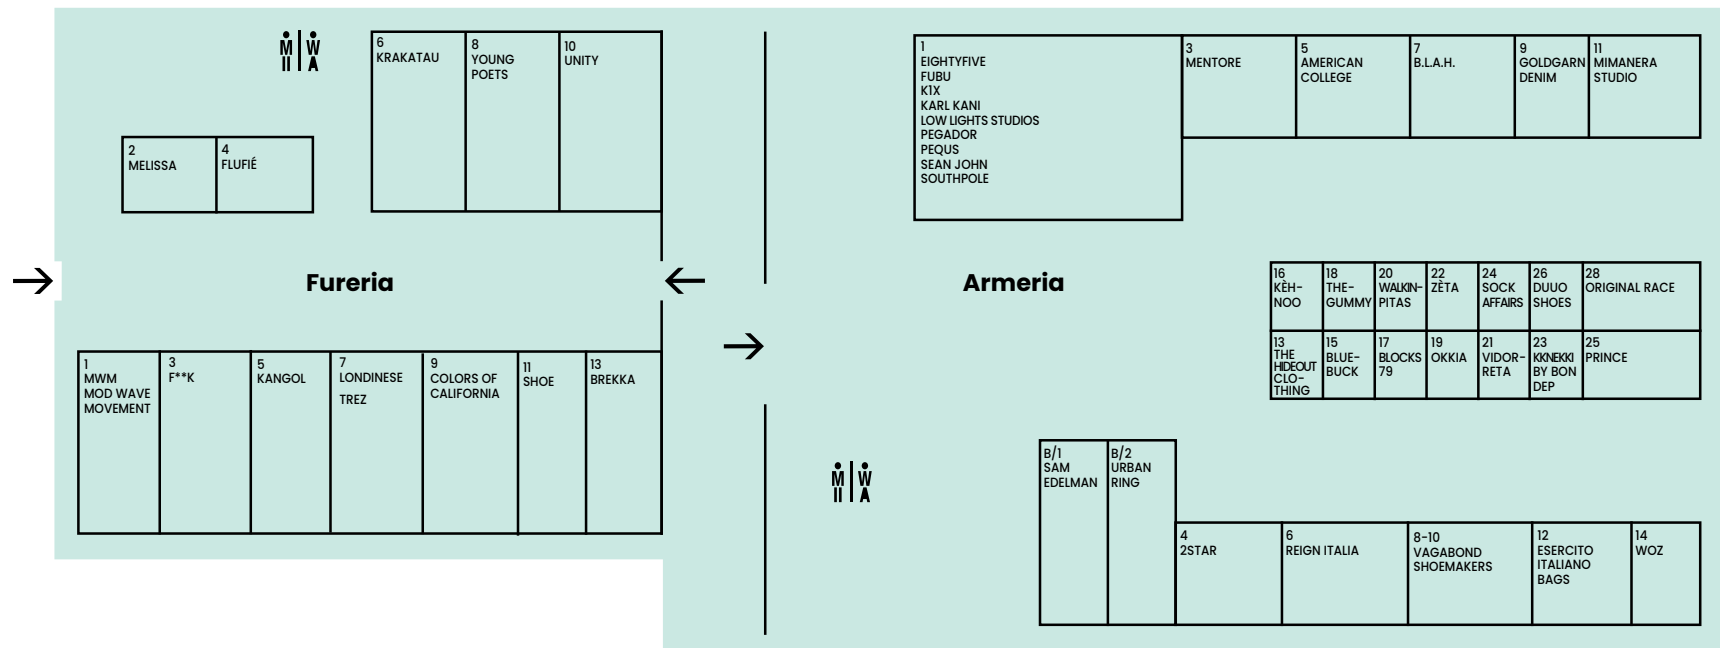 6
KRAKATAU
8
YOUNG
POETS
10
UNITY
2
MELISSA
4
FLUFIÉ
Fureria
1
MWM
MOD WAVE
MOVEMENT
3
F**K
5
KANGOL
7
LONDINESE
TREZ
9
COLORS OF
CALIFORNIA
11
SHOE
13
BREKKA
1
EIGHTYFIVE
FUBU
K1X
KARL KANI
LOW LIGHTS STUDIOS
PEGADOR
PEQUS
SEAN JOHN
SOUTHPOLE
3
MENTORE
5
AMERICAN
COLLEGE
7
B.L.A.H.
9
GOLDGARN
DENIM
11
MIMANERA
STUDIO
Armeria
16
KÈH-
NOO
18
THE-
GUMMY
20
WALKIN-
PITAS
22
ZÈTA
24
SOCK
AFFAIRS
26
DUUO
SHOES
28
ORIGINAL RACE
13
THE
HIDEOUT
CLO-
THING
15
BLUE-
BUCK
17
BLOCKS
79
19
OKKIA
21
VIDOR-
RETA
23
KKNEKKI
BY BON
DEP
25
PRINCE
B/1
SAM
EDELMAN
B/2
URBAN
RING
4
2STAR
6
REIGN ITALIA
8-10
VAGABOND
SHOEMAKERS
12
ESERCITO
ITALIANO
BAGS
14
WOZ